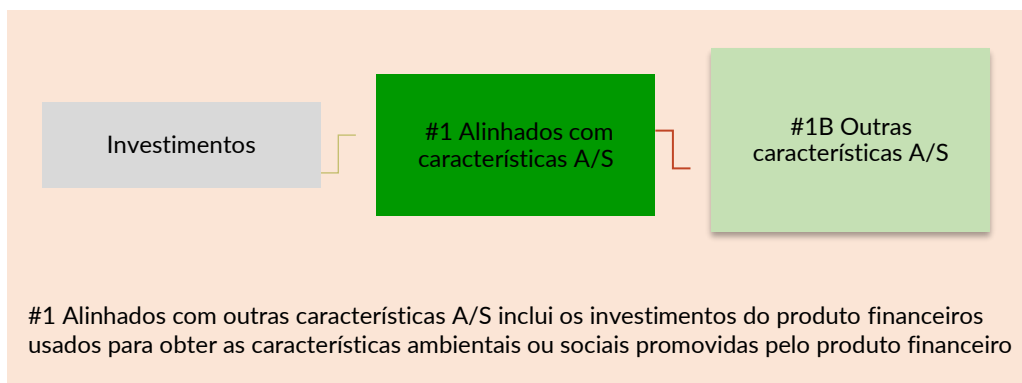 Investimentos
#1 Alinhados com
características A/S
#1B Outras
características A/S
#1 Alinhados com outras características A/S inclui os investimentos do produto financeiros
usados para obter as características ambientais ou sociais promovidas pelo produto financeiro